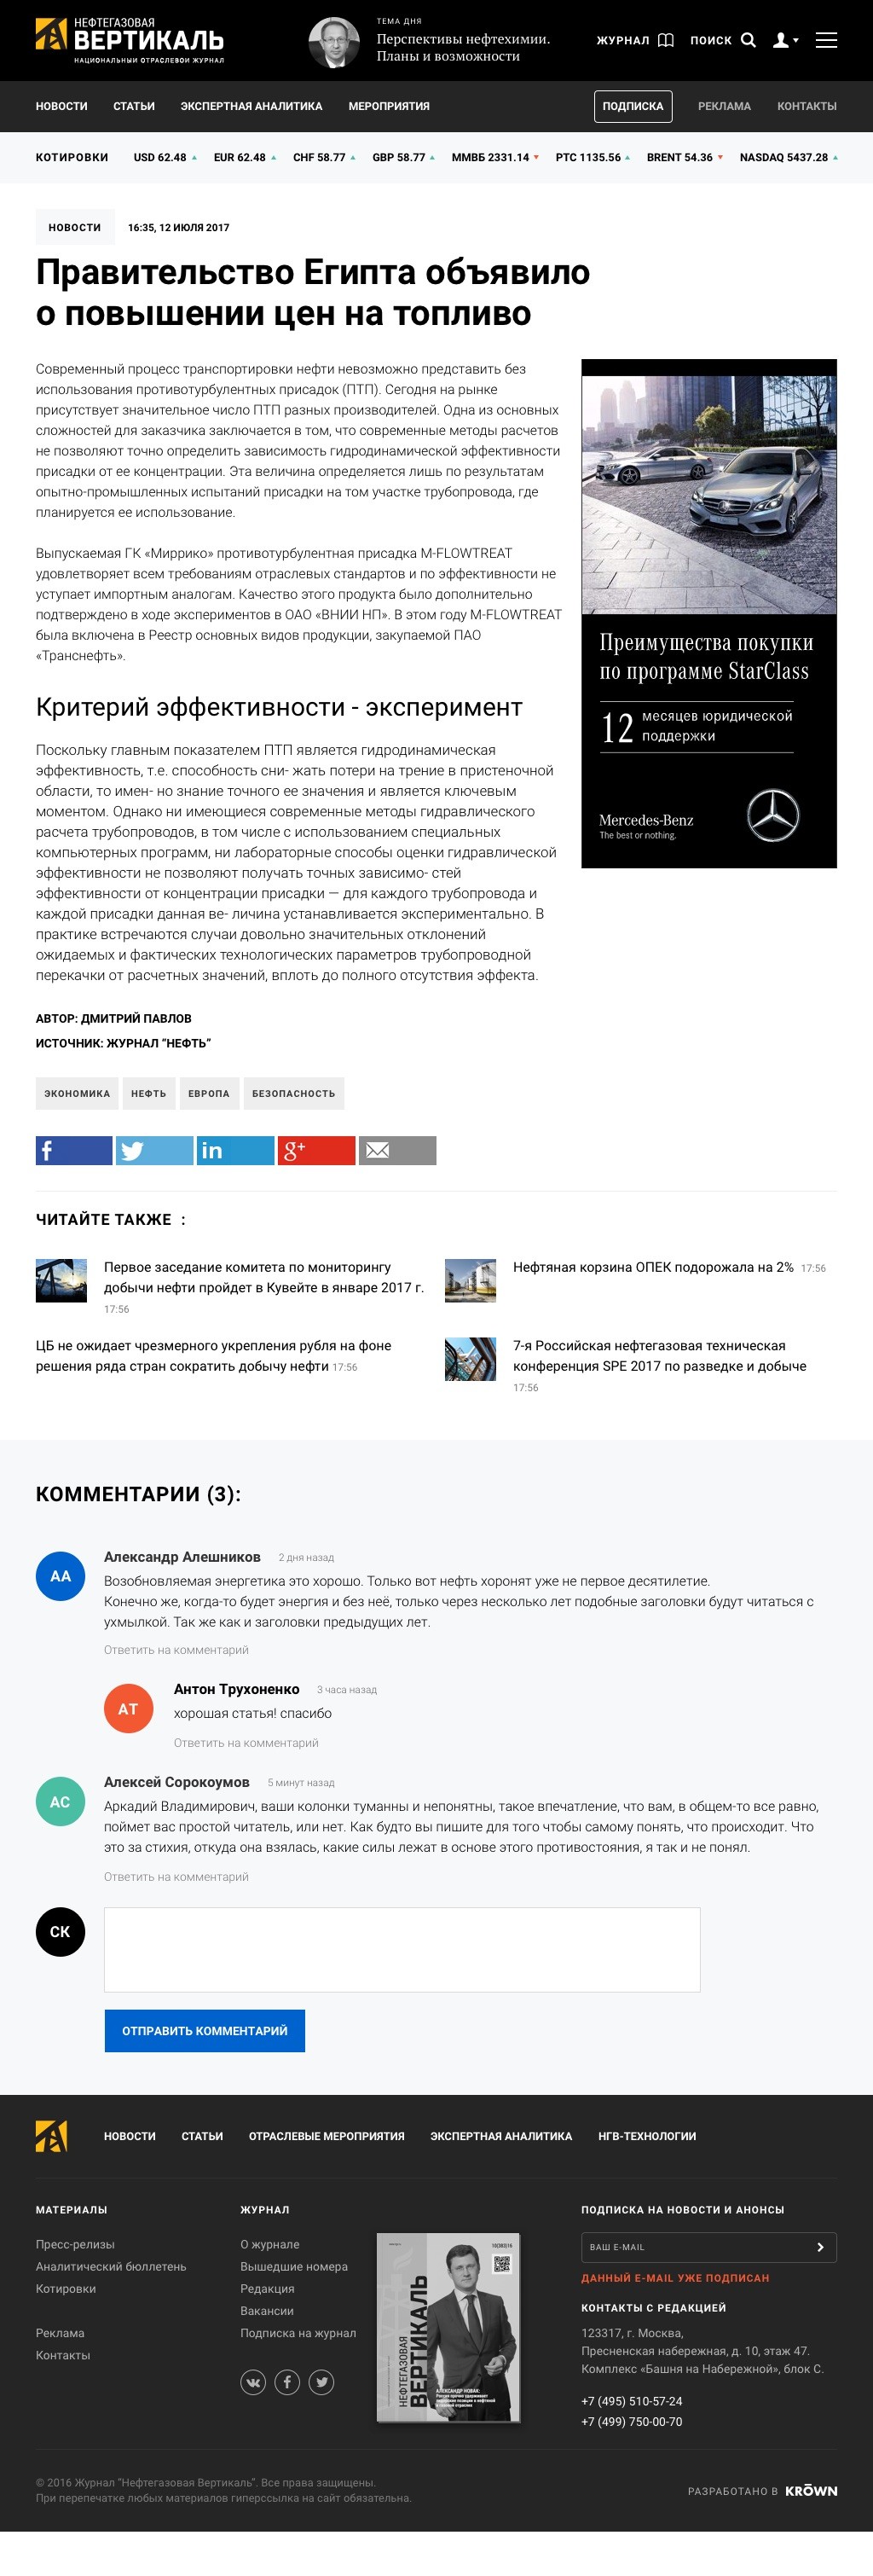 НЕФТЕГАЗОВАЯ
ВЕРТИКАЛЬ
НАЦИОНАЛЬНЫЙ ОТРАСЛЕВОЙ ЖУРНАЛ
ТЕМА ДНЯ
Перспективы нефтехимии.
Планы и возможности
ЖУРНАЛ
ПОИСК
НОВОСТИ СТАТЬИ ЭКСПЕРТНАЯ АНАЛИТИКА МЕРОПРИЯТИЯ
ПОДПИСКА РЕКЛАМА КОНТАКТЫ
КОТИРОВКИ USD 62.48 EUR 62.48 CHF 58.77 GBP 58.77 ММВБ 2331.14 РТС 1135.56 BRENT 54.36 NASDAQ 5437.28
НОВОСТИ 16:35, 12 ИЮЛЯ 2017
Правительство Египта объявило
о повышении цен на топливо
Современный процесс транспортировки нефти невозможно представить без
использования противотурбулентных присадок (ПТП). Сегодня на рынке
присутствует значительное число ПТП разных производителей. Одна из основных
сложностей для заказчика заключается в том, что современные методы расчетов
не позволяют точно определить зависимость гидродинамической эффективности
присадки от ее концентрации. Эта величина определяется лишь по результатам
опытно-промышленных испытаний присадки на том участке трубопровода, где
планируется ее использование.
Выпускаемая ГК «Миррико» противотурбулентная присадка M-FLOWTREAT
удовлетворяет всем требованиям отраслевых стандартов и по эффективности не
уступает импортным аналогам. Качество этого продукта было дополнительно
подтверждено в ходе экспериментов в ОАО «ВНИИ НП». В этом году M-FLOWTREAT
была включена в Реестр основных видов продукции, закупаемой ПАО
«Транснефть».
Критерий эффективности - эксперимент
Поскольку главным показателем ПТП является гидродинамическая
эффективность, т.е. способность сни- жать потери на трение в пристеночной
области, то имен- но знание точного ее значения и является ключевым
моментом. Однако ни имеющиеся современные методы гидравлического
расчета трубопроводов, в том числе с использованием специальных
компьютерных программ, ни лабораторные способы оценки гидравлической
эффективности не позволяют получать точных зависимо- стей
эффективности от концентрации присадки — для каждого трубопровода и
каждой присадки данная ве- личина устанавливается экспериментально. В
практике встречаются случаи довольно значительных отклонений
ожидаемых и фактических технологических параметров трубопроводной
перекачки от расчетных значений, вплоть до полного отсутствия эффекта.
Преимущества покупки
по программе StarClass
12 месяцев юридической
поддержки
Mercedes-Benz
The best or nothing.
АВТОР: ДМИТРИЙ ПАВЛОВ
ИСТОЧНИК: ЖУРНАЛ “НЕФТЬ”
ЭКОНОМИКА НЕФТЬ ЕВРОПА БЕЗОПАСНОСТЬ
f in g+
ЧИТАЙТЕ ТАКЖЕ :
Первое заседание комитета по мониторингу
добычи нефти пройдет в Кувейте в январе 2017 г.
17:56
Нефтяная корзина ОПЕК подорожала на 2% 17:56
ЦБ не ожидает чрезмерного укрепления рубля на фоне
решения ряда стран сократить добычу нефти 17:56
7-я Российская нефтегазовая техническая
конференция SPE 2017 по разведке и добыче
17:56
КОММЕНТАРИИ (3):
АА
Александр Алешников 2 дня назад
Возобновляемая энергетика это хорошо. Только вот нефть хоронят уже не первое десятилетие.
Конечно же, когда-то будет энергия и без неё, только через несколько лет подобные заголовки будут читаться с
ухмылкой. Так же как и заголовки предыдущих лет.
Ответить на комментарий
АТ
Антон Трухоненко 3 часа назад
хорошая статья! спасибо
Ответить на комментарий
АС
Алексей Сорокоумов 5 минут назад
Аркадий Владимирович, ваши колонки туманны и непонятны, такое впечатление, что вам, в общем-то все равно,
поймет вас простой читатель, или нет. Как будто вы пишите для того чтобы самому понять, что происходит. Что
это за стихия, откуда она взялась, какие силы лежат в основе этого противостояния, я так и не понял.
Ответить на комментарий
СК
ОТПРАВИТЬ КОММЕНТАРИЙ
НОВОСТИ СТАТЬИ ОТРАСЛЕВЫЕ МЕРОПРИЯТИЯ ЭКСПЕРТНАЯ АНАЛИТИКА НГВ-ТЕХНОЛОГИИ
МАТЕРИАЛЫ
Пресс-релизы
Аналитический бюллетень
Котировки
Реклама
Контакты
ЖУРНАЛ
О журнале
Вышедшие номера
Редакция
Вакансии
Подписка на журнал
НЕФТЕГАЗОВАЯ
ВЕРТИКАЛЬ
АЛЕКСАНДР НОВАК:
ПОДПИСКА НА НОВОСТИ И АНОНСЫ
ВАШ E-MAIL
ДАННЫЙ E-MAIL УЖЕ ПОДПИСАН
КОНТАКТЫ С РЕДАКЦИЕЙ
123317, г. Москва,
Пресненская набережная, д. 10, этаж 47.
Комплекс «Башня на Набережной», блок С.
+7 (495) 510-57-24
+7 (499) 750-00-70
© 2016 Журнал “Нефтегазовая Вертикаль”. Все права защищены.
При перепечатке любых материалов гиперссылка на сайт обязательна.
РАЗРАБОТАНО В KRŌWN